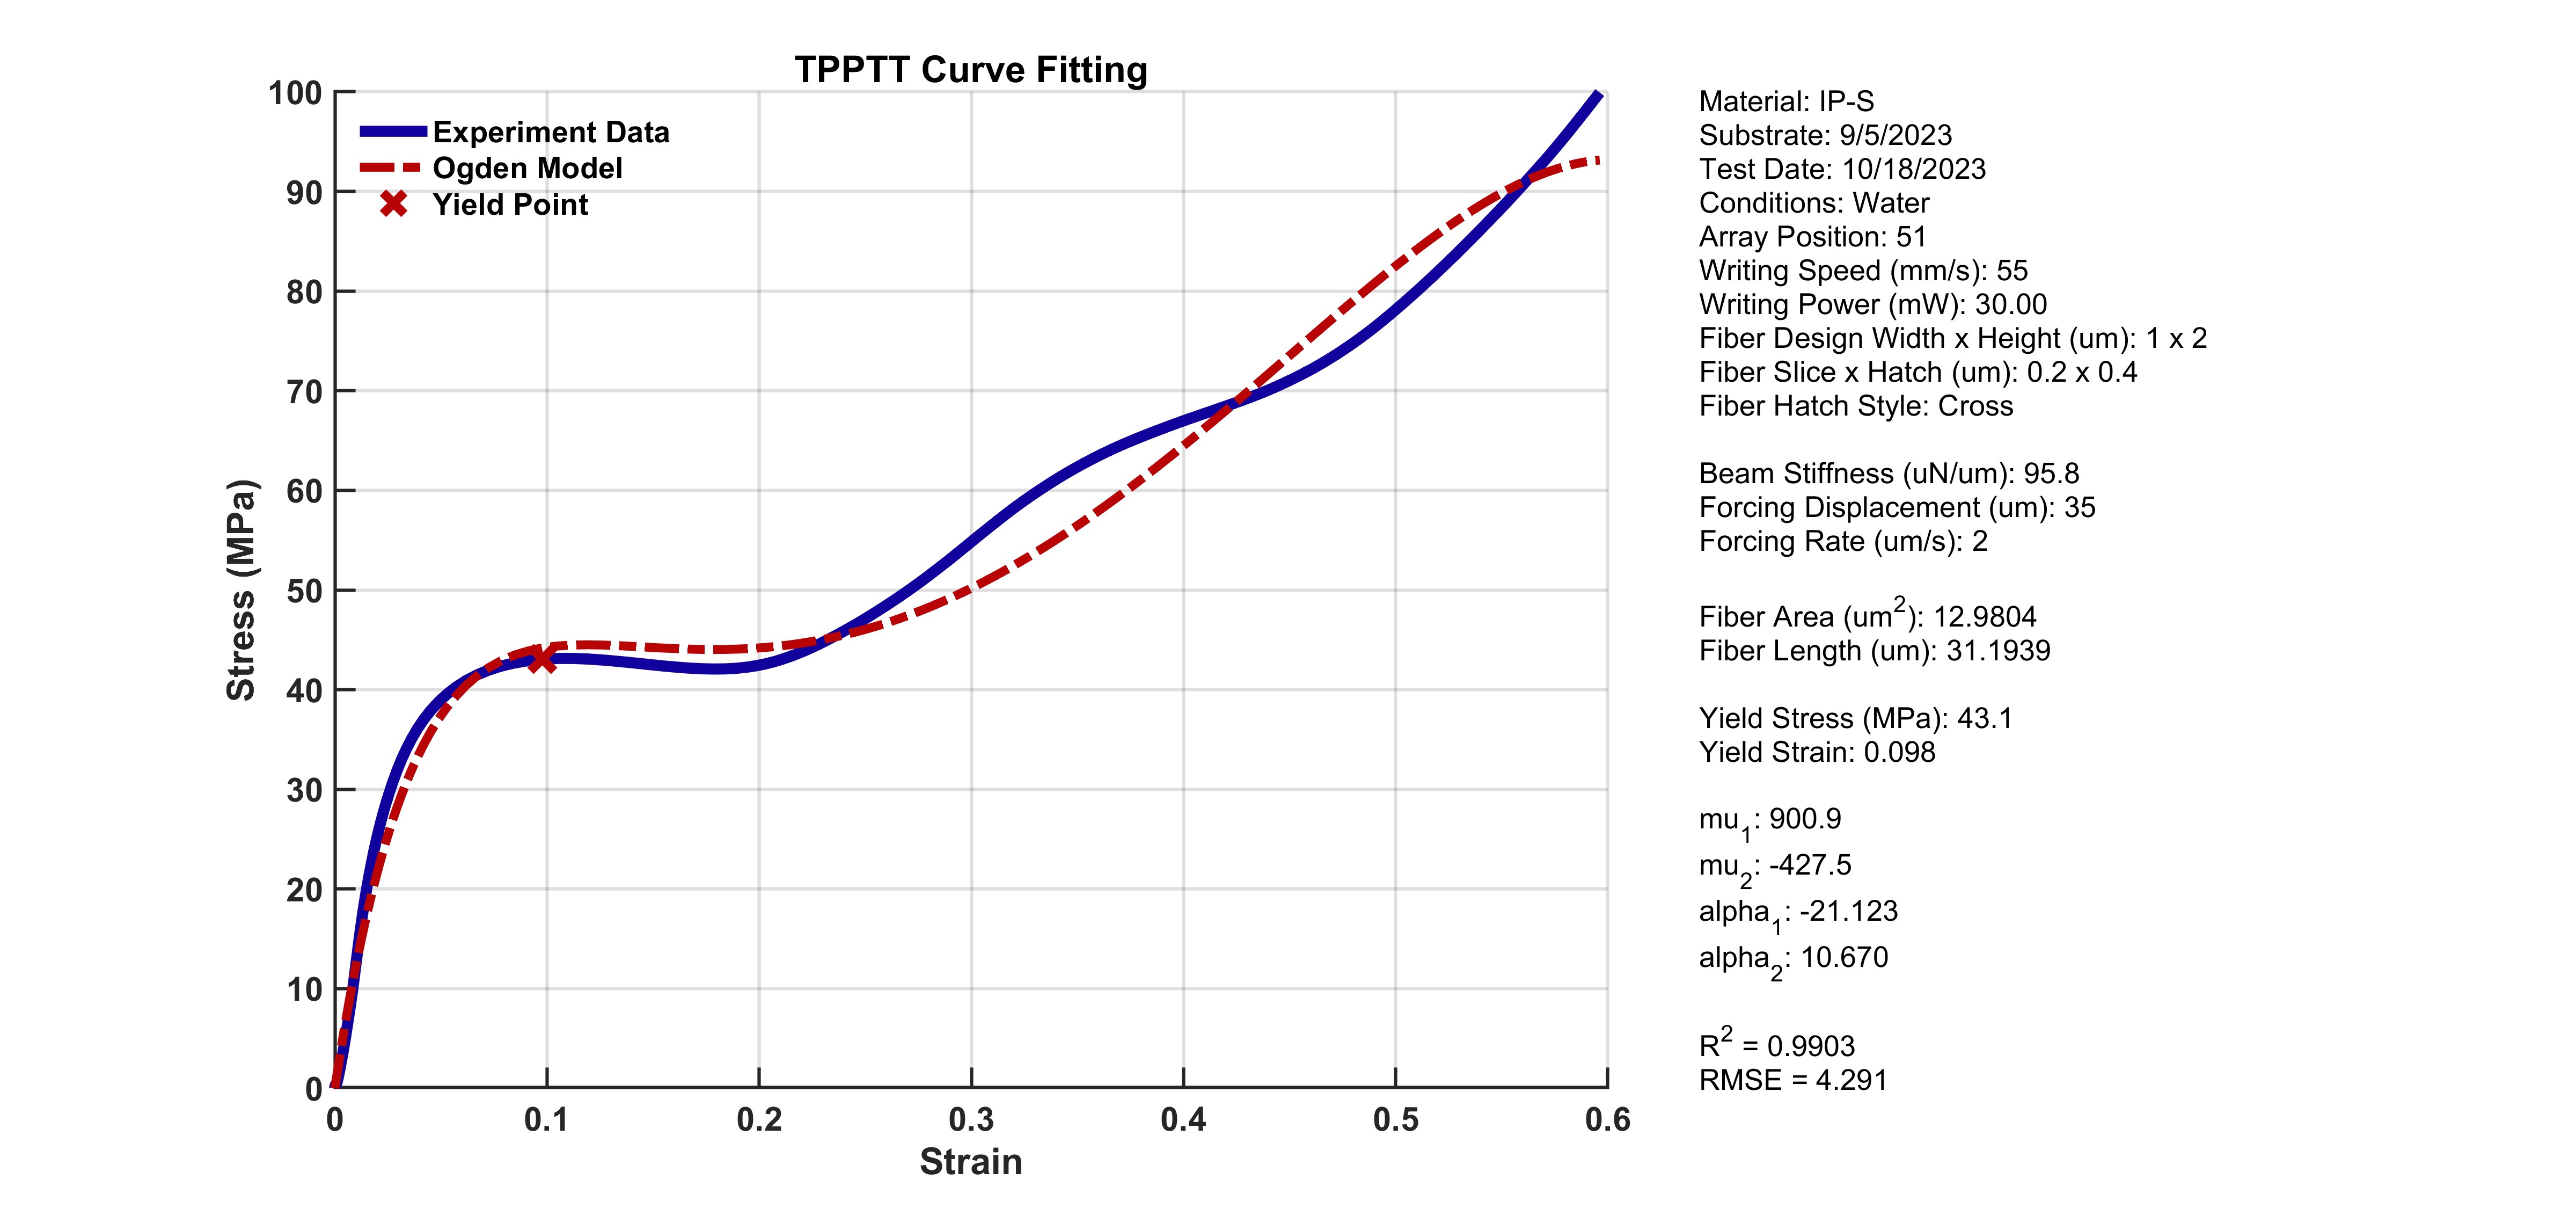 TPPTT Curve Fitting
100
90
80
70
60
50
40
30
20
10
0
Stress (MPa)
Experiment Data
Ogden Model
Yield Point
0
0.1
0.2
0.3
0.4
0.5
0.6
Strain
Material: IP-S
Substrate: 9/5/2023
Test Date: 10/18/2023
Conditions: Water
Array Position: 51
Writing Speed (mm/s): 55
Writing Power (mW): 30.00
Fiber Design Width x Height (um): 1 x 2
Fiber Slice x Hatch (um): 0.2 x 0.4
Fiber Hatch Style: Cross
Beam Stiffness (uN/um): 95.8
Forcing Displacement (um): 35
Forcing Rate (um/s): 2
Fiber Area (um²): 12.9804
Fiber Length (um): 31.1939
Yield Stress (MPa): 43.1
Yield Strain: 0.098
mu₁: 900.9
mu₂: -427.5
alpha₁: -21.123
alpha₂: 10.670
R² = 0.9903
RMSE = 4.291